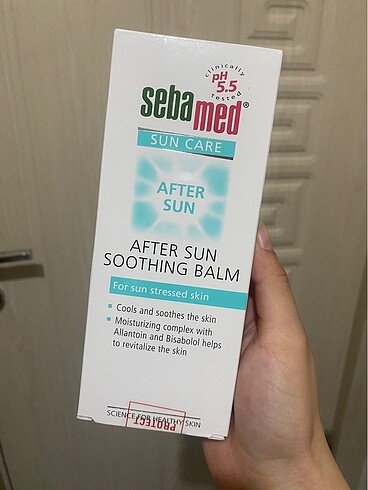 clinically
pH
5.5
tested
sebamed®
SUN CARE
AFTER
SUN
AFTER SUN
SOOTHING BALM
For sun stressed skin
Cools and soothes the skin
Moisturizing complex with
Allantoin and Bisabolol helps
to revitalize the skin
SCIENCE FOR HEALTHY SKIN
PROTECT